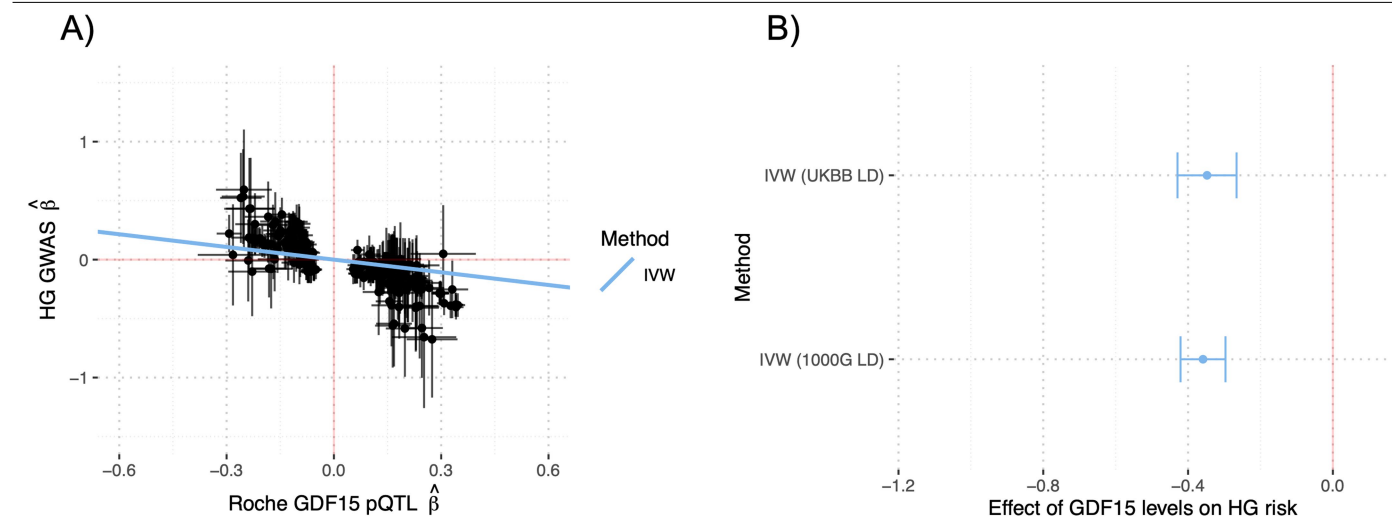 A)
1
0
−1
−0.6 −0.3 0.0 0.3 0.6
HG GWAS β̂
Roche GDF15 pQTL β̂
Method
IVW
B)
Method
IVW (UKBB LD)
IVW (1000G LD)
−1.2 −0.8 −0.4 0.0
Effect of GDF15 levels on HG risk